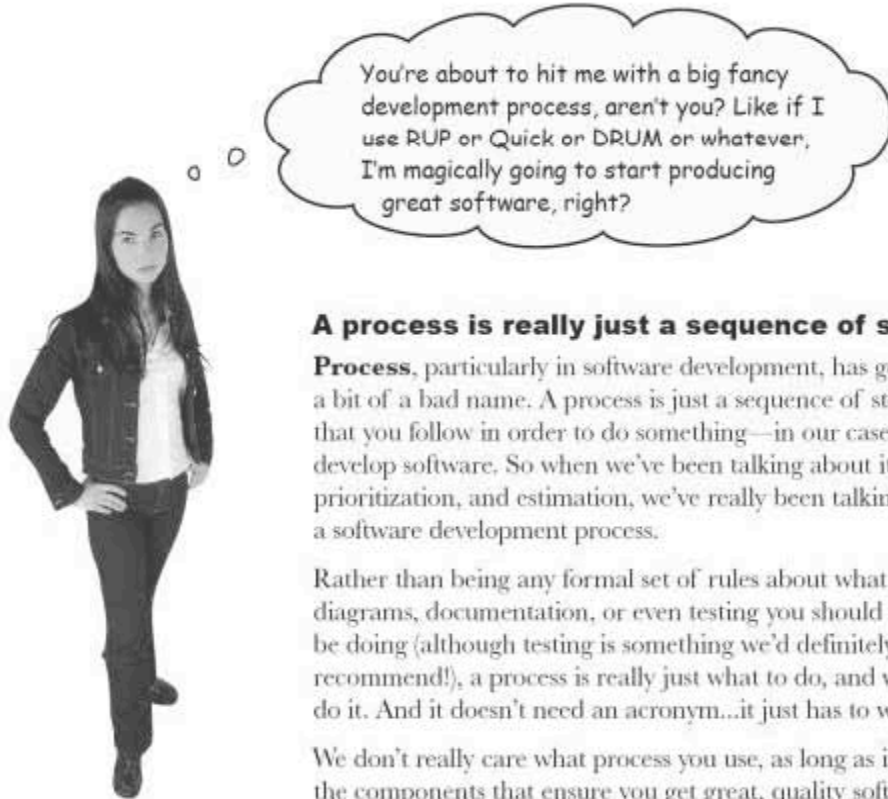 You're about to hit me with a big fancy
development process, aren't you? Like if I
use RUP or Quick or DRUM or whatever,
I'm magically going to start producing
great software, right?
A process is really just a sequence of
Process, particularly in software development, has
a bit of a bad name. A process is just a sequence of
that you follow in order to do something—in our case
develop software. So when we've been talking about
prioritization, and estimation, we've really been
a software development process.
Rather than being any formal set of rules about what
diagrams, documentation, or even testing you should
be doing (although testing is something we'd definitely
recommend!), a process is really just what to do, and
do it. And it doesn't need an acronym...it just has to
We don't really care what process you use, as long as
the components that ensure you get great, quality